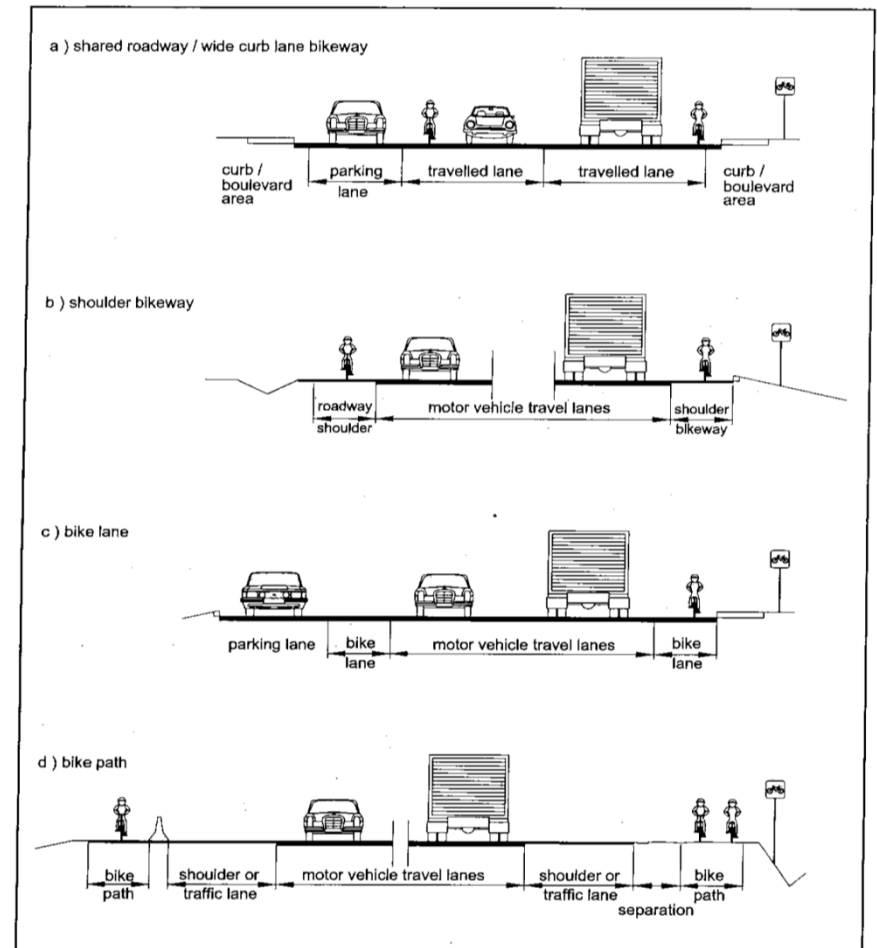 a ) shared roadway / wide curb lane bikeway
curb /
boulevard
area
parking
lane
travelled lane
travelled lane
curb /
boulevard
area
b ) shoulder bikeway
roadway
shoulder
motor vehicle travel lanes
shoulder
bikeway
c ) bike lane
parking lane
bike
lane
motor vehicle travel lanes
bike
lane
d ) bike path
bike
path
shoulder or
traffic lane
motor vehicle travel lanes
shoulder or
traffic lane
separation
bike
path